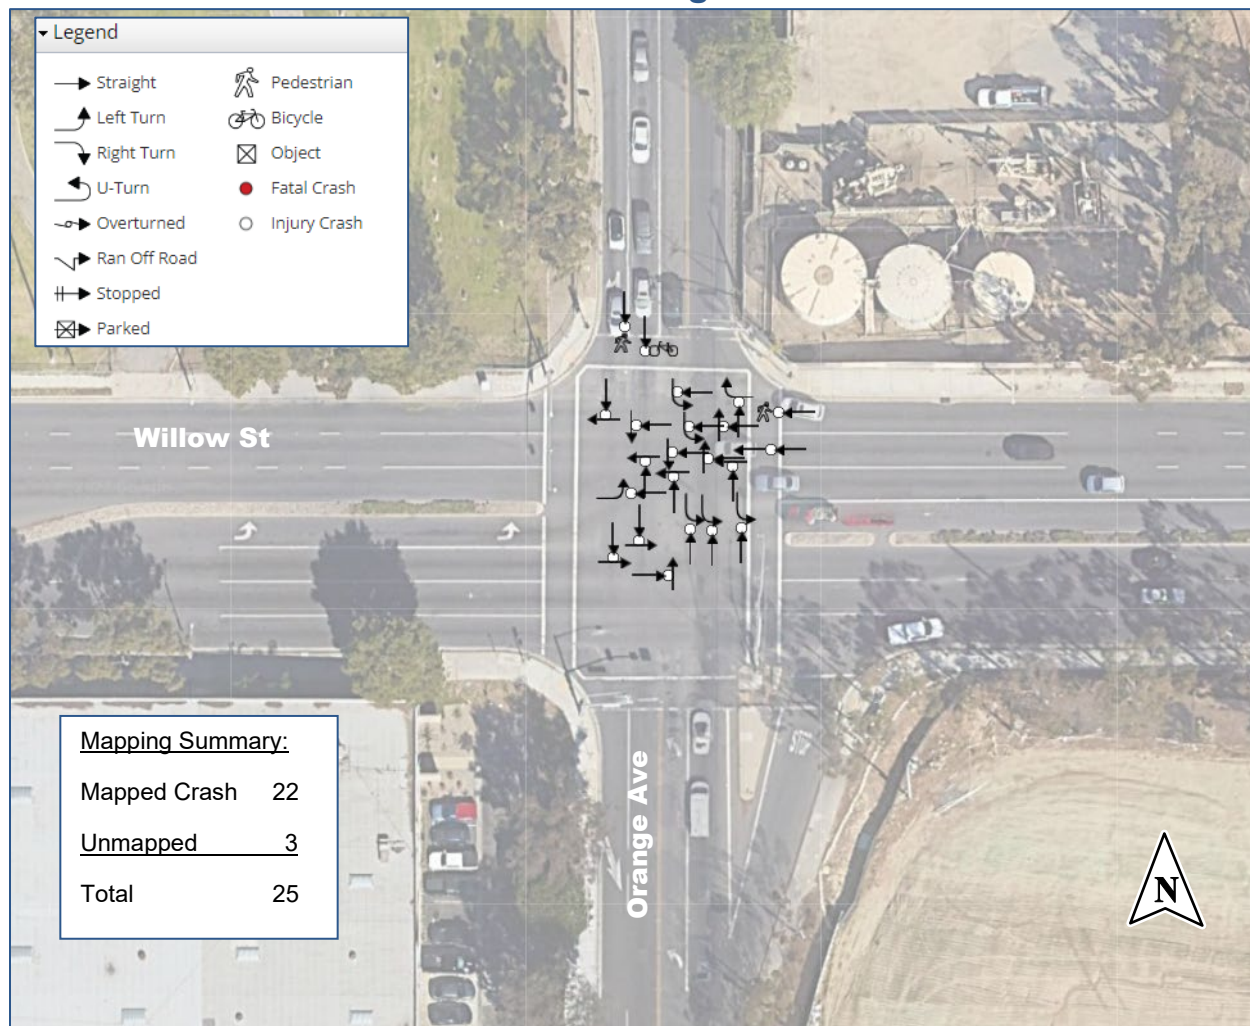 Legend
Straight
Pedestrian
Left Turn
Bicycle
Right Turn
Object
U-Turn
Fatal Crash
Overturned
Injury Crash
Ran Off Road
Stopped
Parked
Willow St
Mapping Summary:
Mapped Crash 22
Unmapped 3
Total 25
Orange Ave
N